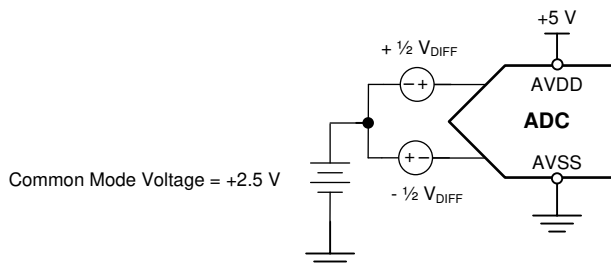 +5 V
+ ½ V_DIFF
AVDD
ADC
Common Mode Voltage = +2.5 V
AVSS
- ½ V_DIFF